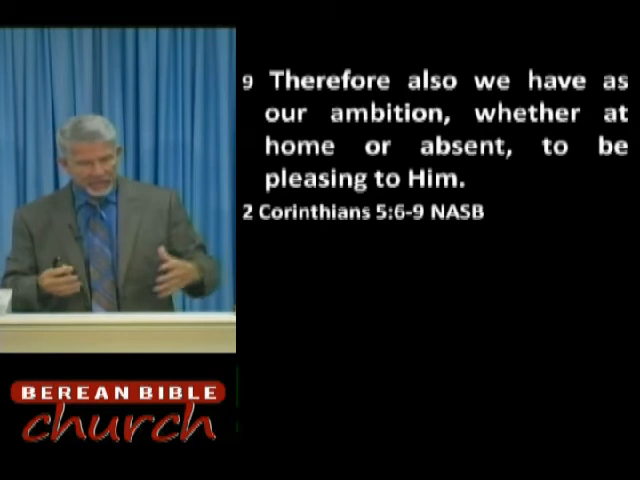 9 Therefore also we have as
our ambition, whether at
home or absent, to be
pleasing to Him.
2 Corinthians 5:6-9 NASB
BEREAN BIBLE
church